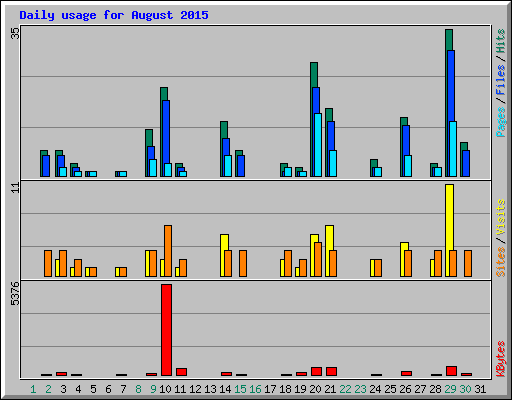 Daily usage for August 2015
35
Pages / Files / Hits
11
Sites / Visits
5376
KBytes
1 2 3 4 5 6 7 8 9 10 11 12 13 14 15 16 17 18 19 20 21 22 23 24 25 26 27 28 29 30 31